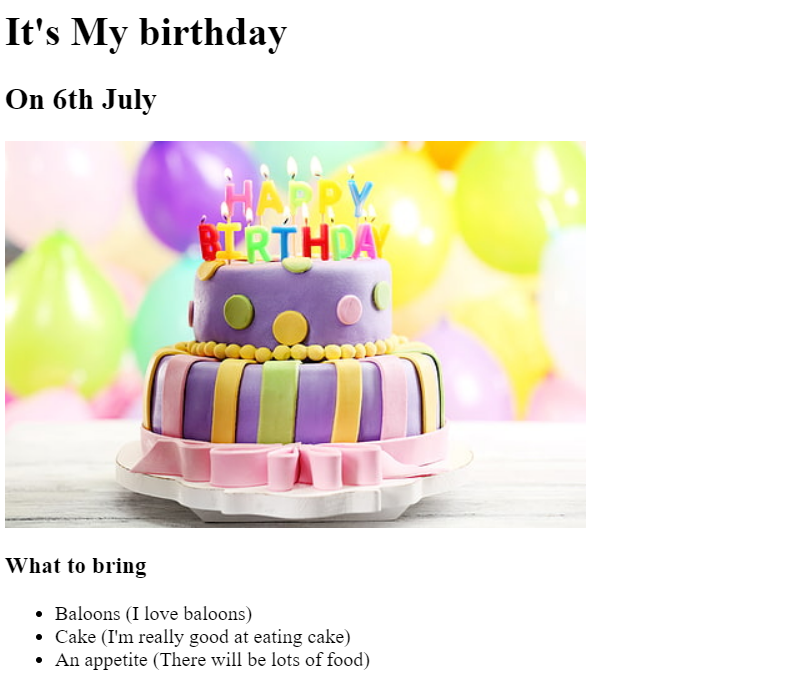 It's My birthday
On 6th July
HAPPY
BIRTHDAY
What to bring
Baloons (I love baloons)
Cake (I'm really good at eating cake)
An appetite (There will be lots of food)